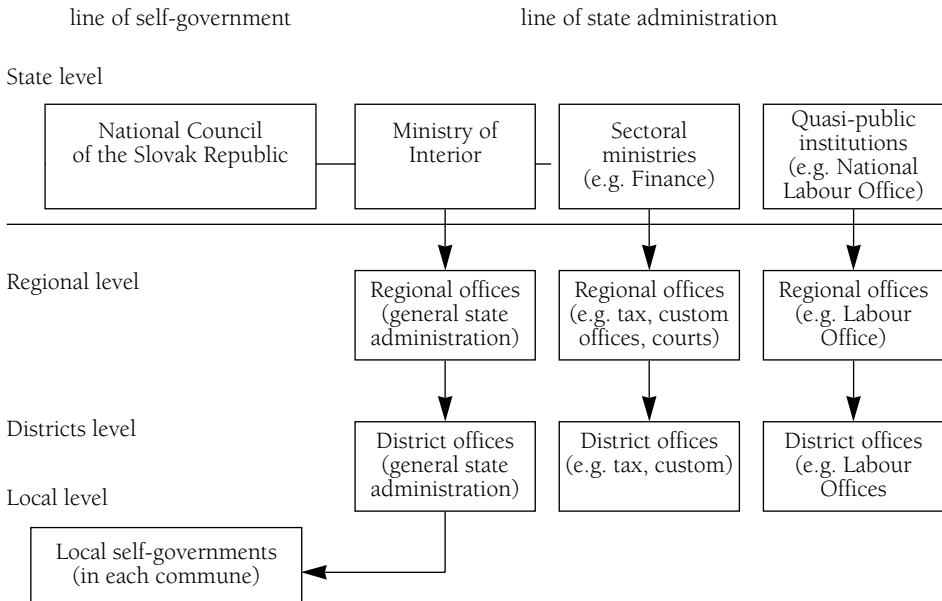 line of self-government
line of state administration
State level
National Council
of the Slovak Republic
Ministry of
Interior
Sectoral
ministries
(e.g. Finance)
Quasi-public
institutions
(e.g. National
Labour Office)
Regional level
Regional offices
(general state
administration)
Regional offices
(e.g. tax, custom
offices, courts)
Regional offices
(e.g. Labour
Office)
Districts level
District offices
(general state
administration)
District offices
(e.g. tax, custom)
District offices
(e.g. Labour
Offices
Local level
Local self-governments
(in each commune)